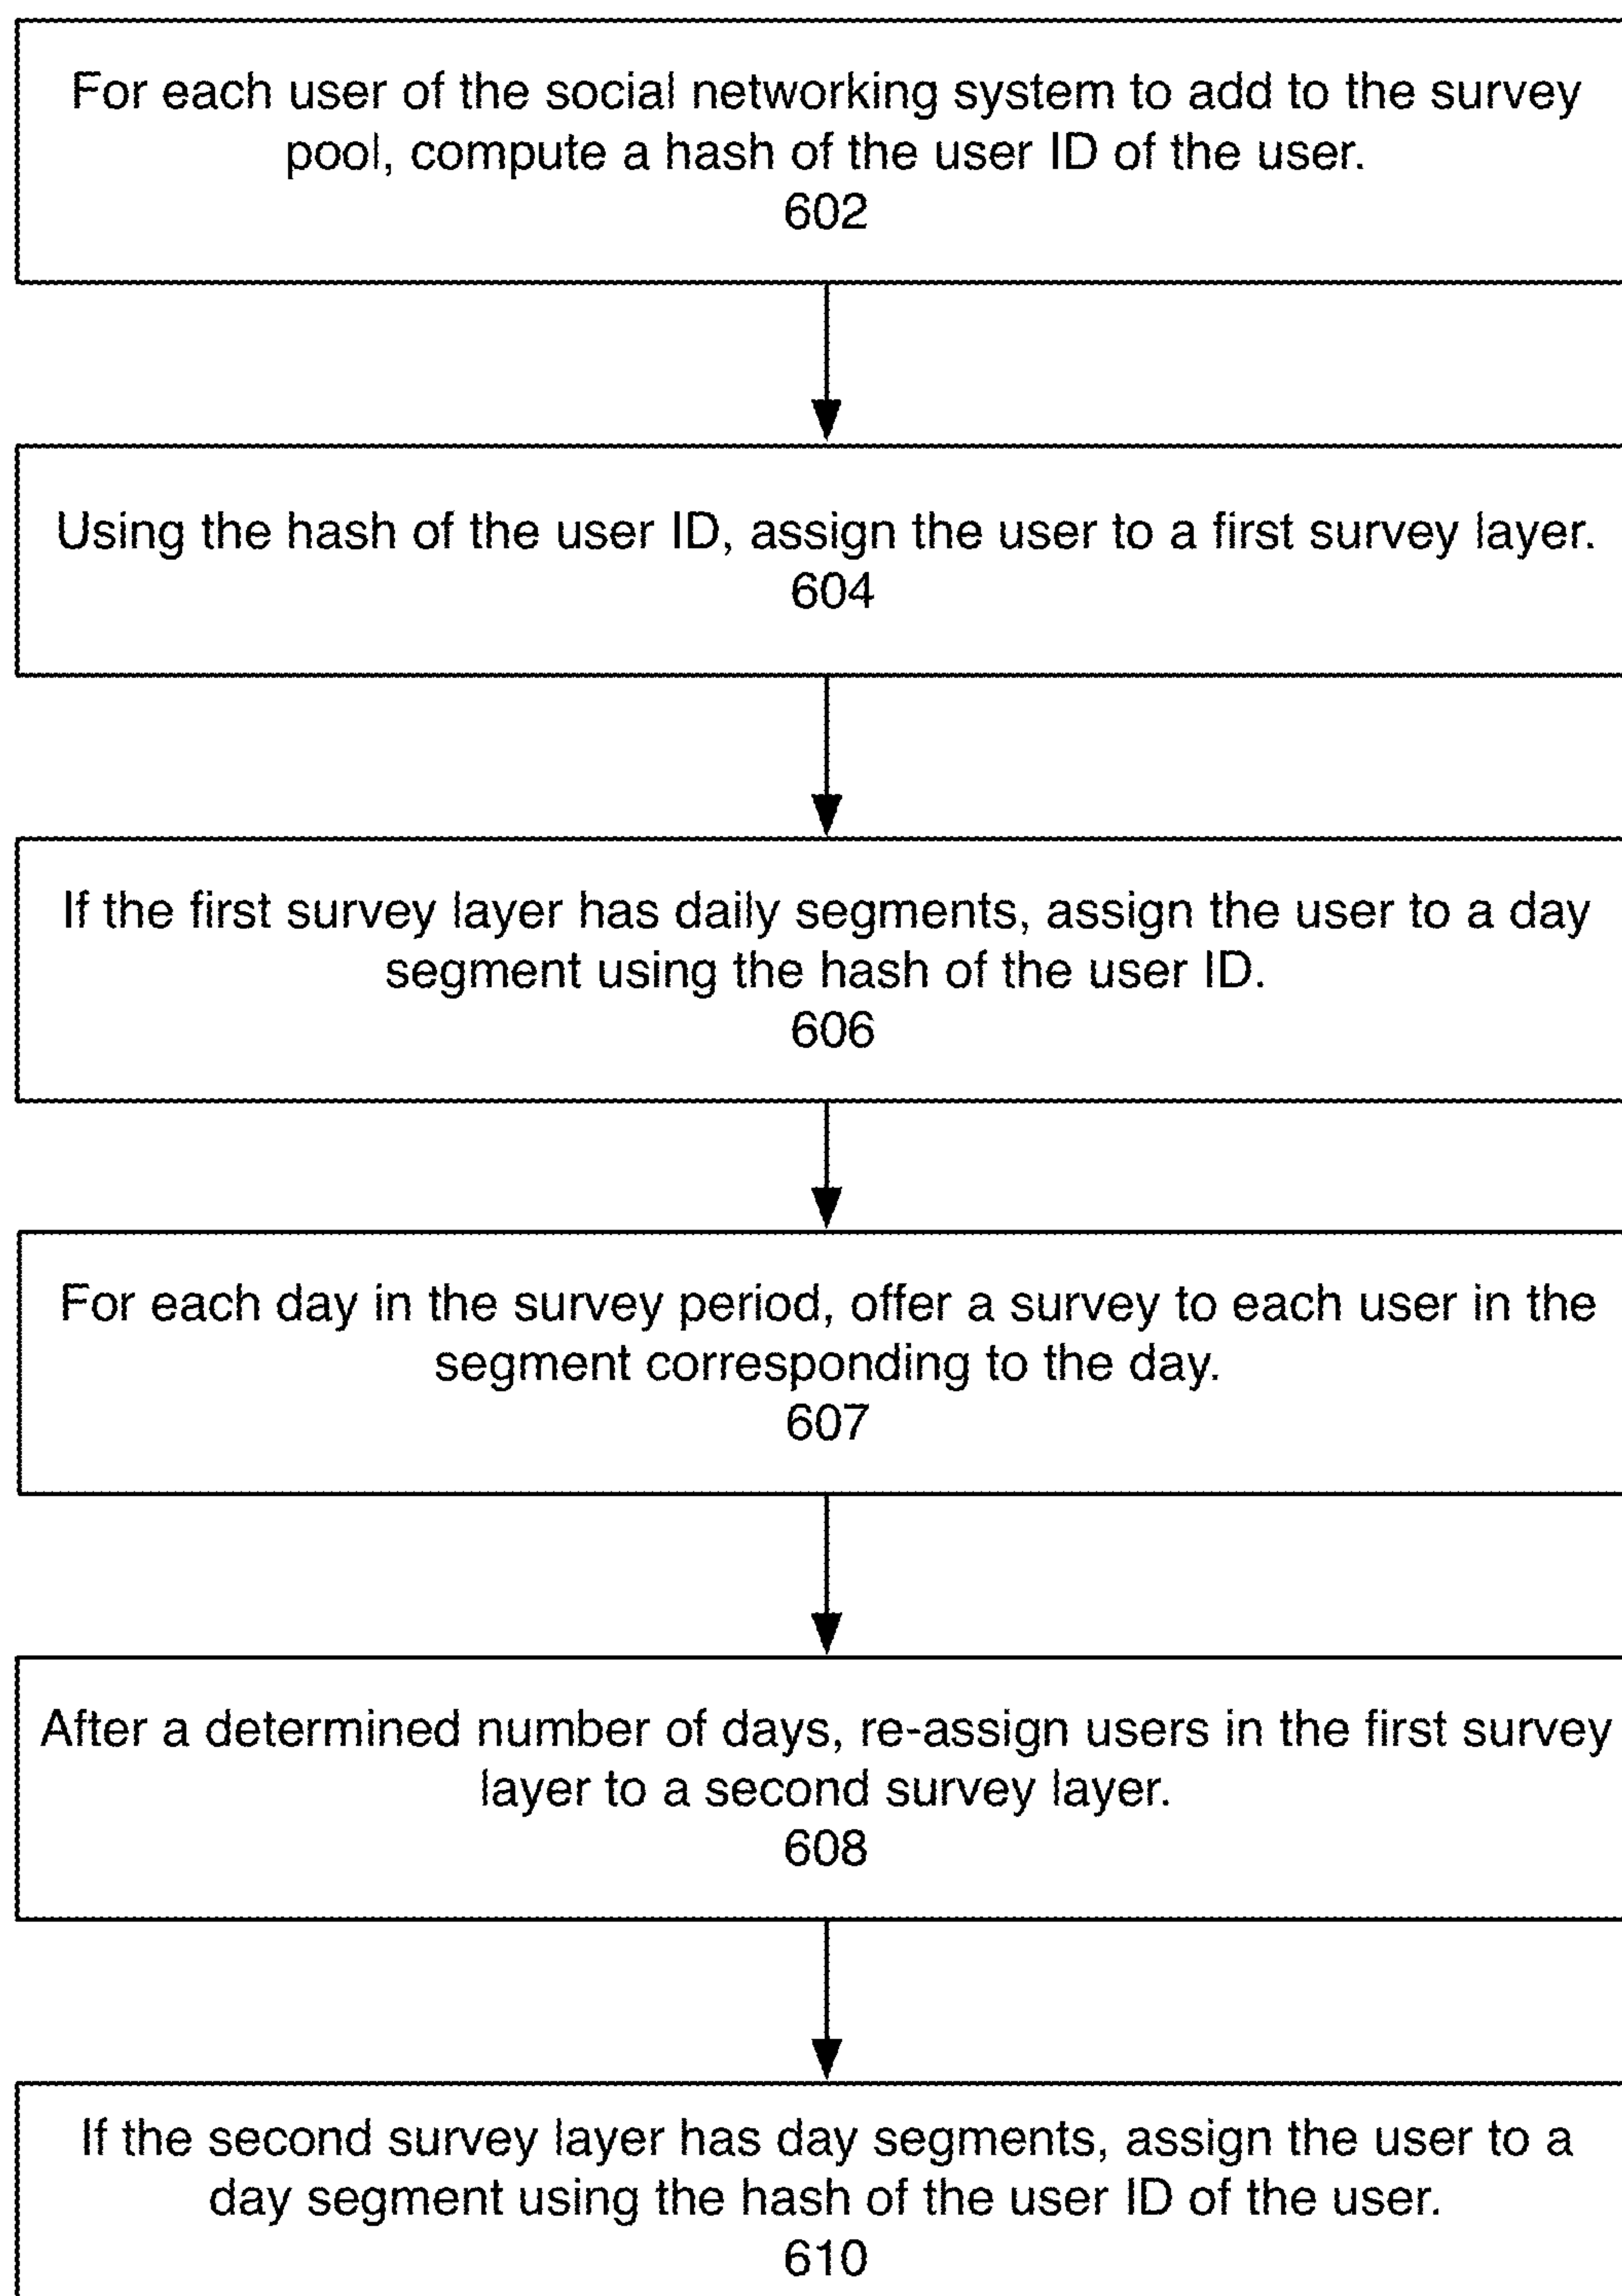 For each user of the social networking system to add to the survey
pool, compute a hash of the user ID of the user.
602
Using the hash of the user ID, assign the user to a first survey layer.
604
If the first survey layer has daily segments, assign the user to a day
segment using the hash of the user ID.
606
For each day in the survey period, offer a survey to each user in the
segment corresponding to the day.
607
After a determined number of days, re-assign users in the first survey
layer to a second survey layer.
608
If the second survey layer has day segments, assign the user to a
day segment using the hash of the user ID of the user.
610